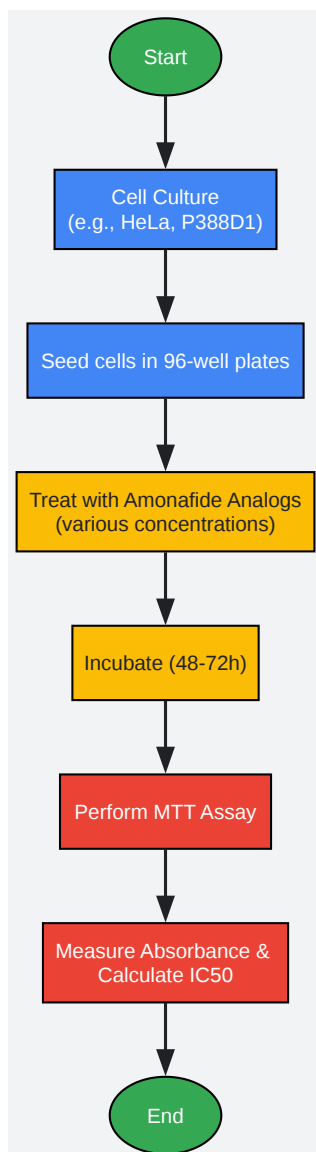 Start
Cell Culture
(e.g., HeLa, P388D1)
Seed cells in 96-well plates
Treat with Amonafide Analogs
(various concentrations)
Incubate (48-72h)
Perform MTT Assay
Measure Absorbance &
Calculate IC50
End